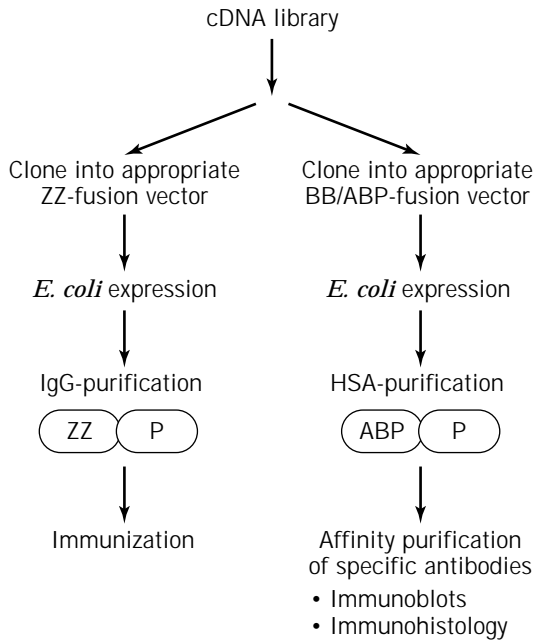 cDNA library
Clone into appropriate
ZZ-fusion vector
E. coli expression
IgG-purification
ZZ P
Immunization
Clone into appropriate
BB/ABP-fusion vector
E. coli expression
HSA-purification
ABP P
Affinity purification
of specific antibodies
• Immunoblots
• Immunohistology